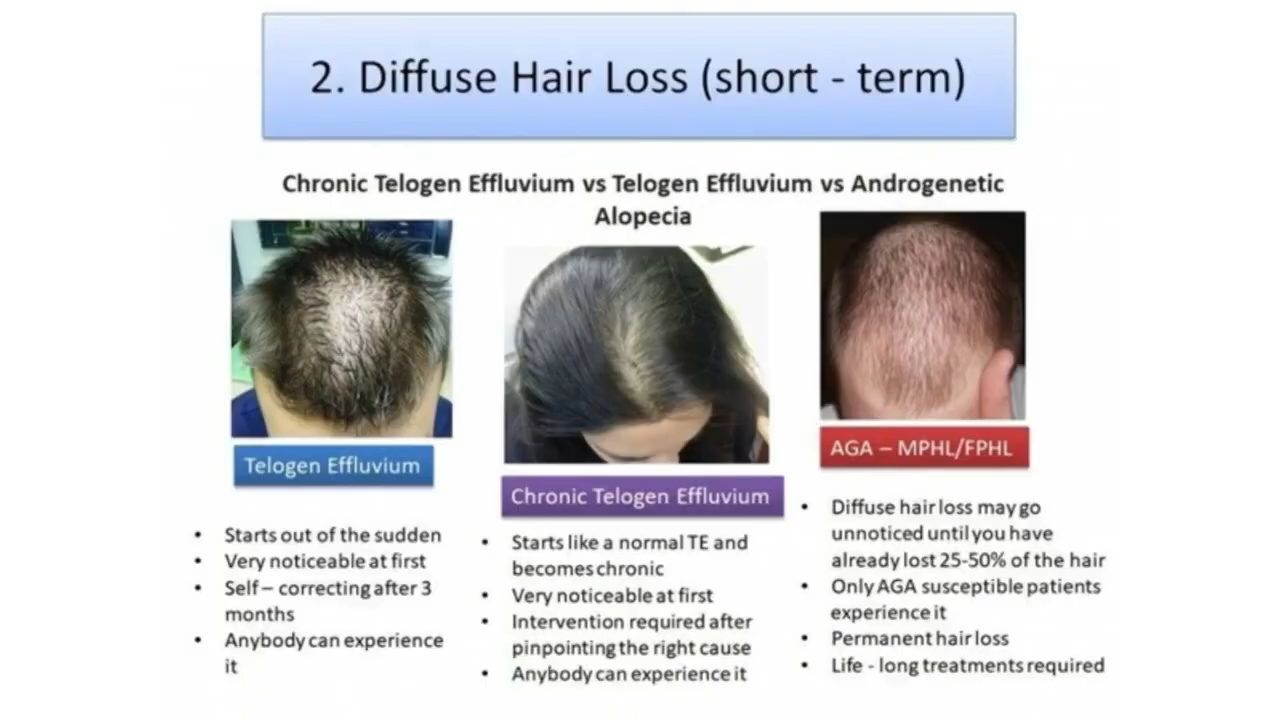 2. Diffuse Hair Loss (short - term)
Chronic Telogen Effluvium vs Telogen Effluvium vs Androgenetic
Alopecia
Telogen Effluvium
• Starts out of the sudden
• Very noticeable at first
• Self – correcting after 3
months
• Anybody can experience
it
Chronic Telogen Effluvium
• Starts like a normal TE and
becomes chronic
• Very noticeable at first
• Intervention required after
pinpointing the right cause
• Anybody can experience it
AGA – MPHL/FPHL
• Diffuse hair loss may go
unnoticed until you have
already lost 25-50% of the hair
• Only AGA susceptible patients
experience it
• Permanent hair loss
• Life - long treatments required